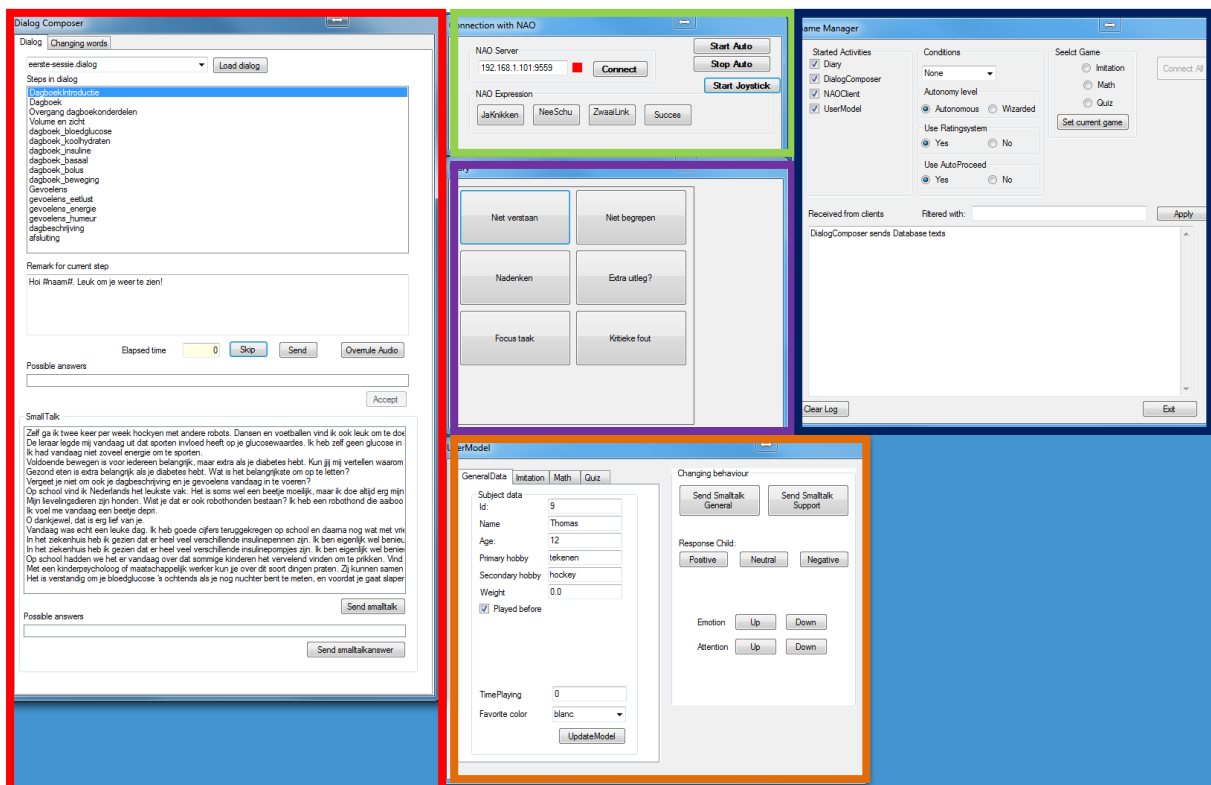 Dialog Composer
Dialog
Changing words
eerste-sessie.dialog
Load dialog
Steps in dialog
DagboekIntroductie
Dagboek
Overgang dagboekonderdelen
Volume en zicht
dagboek_bloedglucose
dagboek_koolhydraten
dagboek_insuline
dagboek_basaal
dagboek_bolus
dagboek_beweging
Gevoelens
gevoelens_eetlust
gevoelens_energie
gevoelens_humeur
dagbeschrijving
afsluiting
Remark for current step
Hoi #naam#. Leuk om je weer te zien!
Elapsed time
0
Skip
Send
Overrule Audio
Possible answers
Accept
SmallTalk
Zelf ga ik twee keer per week hockyen met andere robots. Dansen en voetballen vind ik ook leuk om te doe
De leraar legde mij vandaag uit dat sporten invloed heeft op je glucosewaardes. Ik heb zelf geen glucose in
Ik had vandaag niet zoveel energie om te sporten.
Voldoende bewegen is voor iedereen belangrijk, maar extra als je diabetes hebt. Kun jij mij vertellen waarom
Gezond eten is extra belangrijk als je diabetes hebt. Wat is het belangrijkste om op te letten?
Vergeet je niet om ook je dagbeschrijving en je gevoelens vandaag in te voeren?
Op school vind ik Nederlands het leukste vak. Het is soms wel een beetje moeilijk, maar ik doe altijd erg mijn
Mijn lievelingsdieren zijn honden. Wist je dat er ook robothonden bestaan? Ik heb een robothond die aaboo
Ik voel me vandaag een beetje depri.
O dankjewel, dat is erg lief van je.
Vandaag was echt een leuke dag. Ik heb goede cijfers teruggekregen op school en daarna nog wat met vrie
In het ziekenhuis heb ik gezien dat er heel veel verschillende insulinepennen zijn. Ik ben eigenlijk wel benieu
In het ziekenhuis heb ik gezien dat er heel veel verschillende insulinepompjes zijn. Ik ben eigenlijk wel benie
Op school hadden we het er vandaag over dat sommige kinderen het vervelend vinden om te prikken. Vind
Met een kinderpsycholoog of maatschappelijk werker kun jje over dit soort dingen praten. Zij kunnen samen
Het is verstandig om je bloedglucose 's ochtends als je nog nuchter bent te meten, en voordat je gaat slaper
Send smalltalk
Possible answers
Send smalltalkanswer
onnection with NAO
NAO Server
192.168.1.101:9559
Connect
Start Auto
Stop Auto
Start Joystick
NAO Expression
JaKnikken
NeeSchu
ZwaaiLink
Succes
Niet verstaan
Niet begrepen
Nadenken
Extra uitleg?
Focus taak
Kritieke fout
serModel
GeneralData
Imitation
Math
Quiz
Subject data
Id:
9
Name
Thomas
Age:
12
Primary hobby
tekenen
Secondary hobby
hockey
Weight
0.0
Played before
TimePlaying
0
Favorite color
blanc
UpdateModel
Changing behaviour
Send Smalltalk General
Send Smalltalk Support
Response Child:
Positive
Neutral
Negative
Emotion
Up
Down
Attention
Up
Down
ame Manager
Started Activities
Diary
DialogComposer
NAOClient
UserModel
Conditions
None
Autonomy level
Autonomous
Wizarded
Use Ratingsystem
Yes
No
Use AutoProceed
Yes
No
Seelct Game
Imitation
Math
Quiz
Set current game
Connect All
Received from clients
Filtered with:
Apply
DialogComposer sends Database texts
Clear Log
Exit